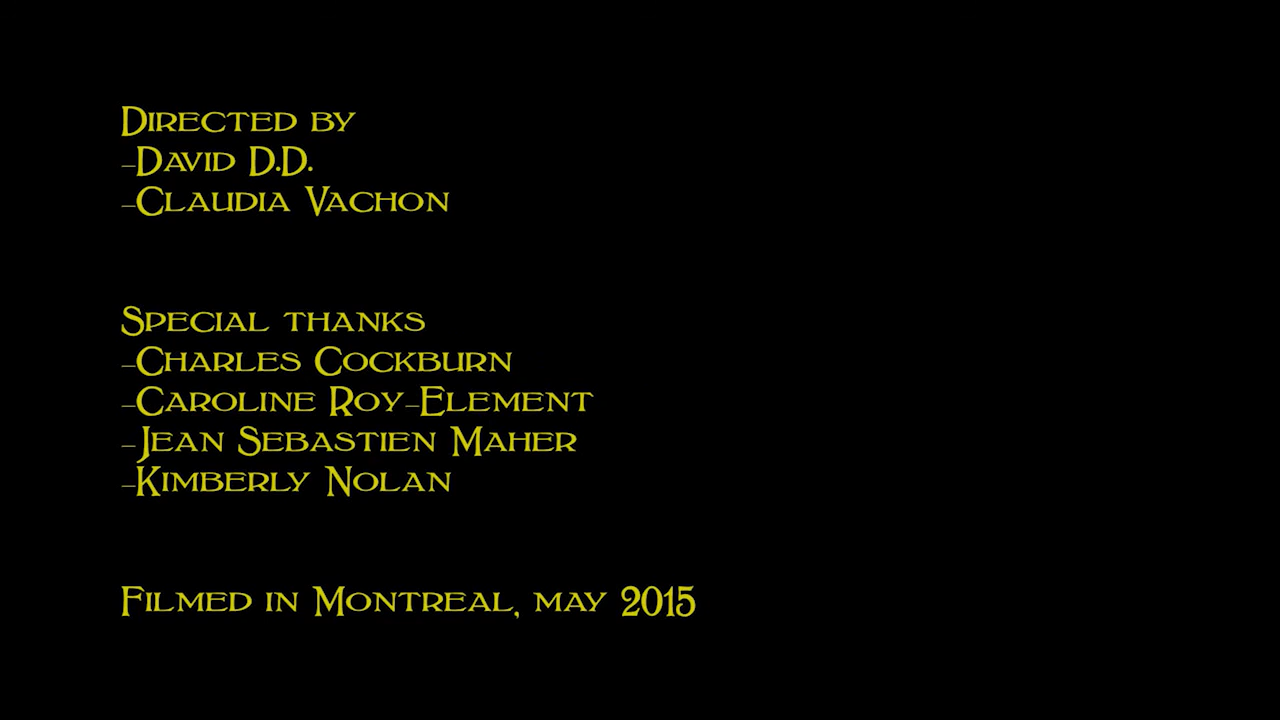 Directed by
-David D.D.
-Claudia Vachon
Special thanks
-Charles Cockburn
-Caroline Roy-Element
-Jean Sebastien Maher
-Kimberly Nolan
Filmed in Montreal, may 2015